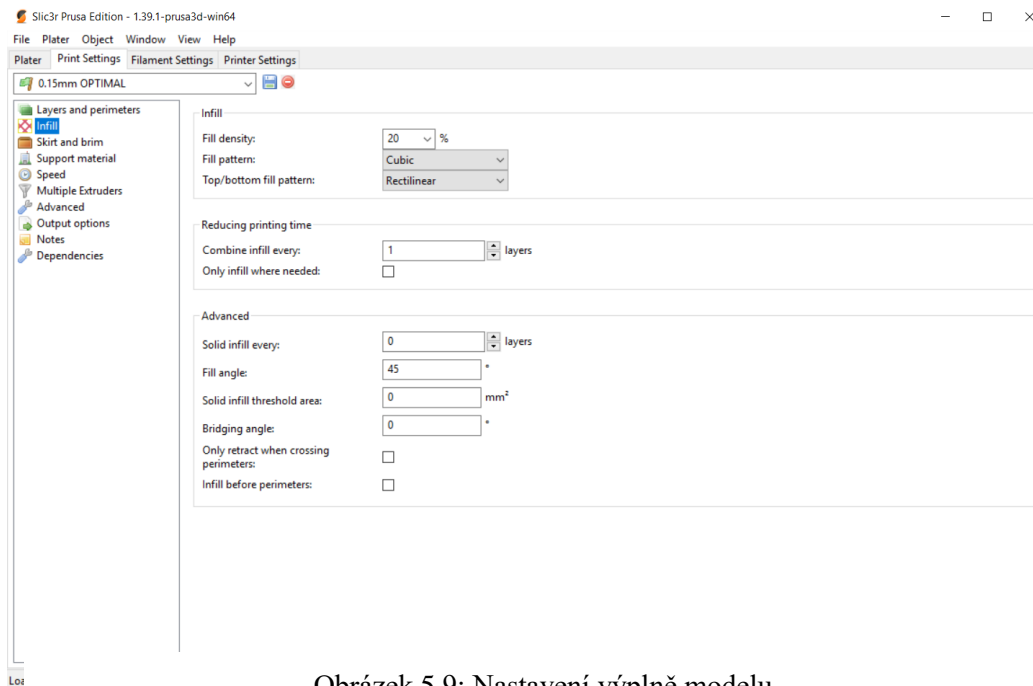 Slic3r Prusa Edition - 1.39.1-prusa3d-win64
File Plater Object Window View Help
Plater Print Settings Filament Settings Printer Settings
0.15mm OPTIMAL
Layers and perimeters
Infill
Skirt and brim
Support material
Speed
Multiple Extruders
Advanced
Output options
Notes
Dependencies
Infill
Fill density: 20 %
Fill pattern: Cubic
Top/bottom fill pattern: Rectilinear
Reducing printing time
Combine infill every: 1 layers
Only infill where needed:
Advanced
Solid infill every: 0 layers
Fill angle: 45 °
Solid infill threshold area: 0 mm²
Bridging angle: 0 °
Only retract when crossing
perimeters:
Infill before perimeters:
Obrázek 5.9: Nastavení výplně modelu